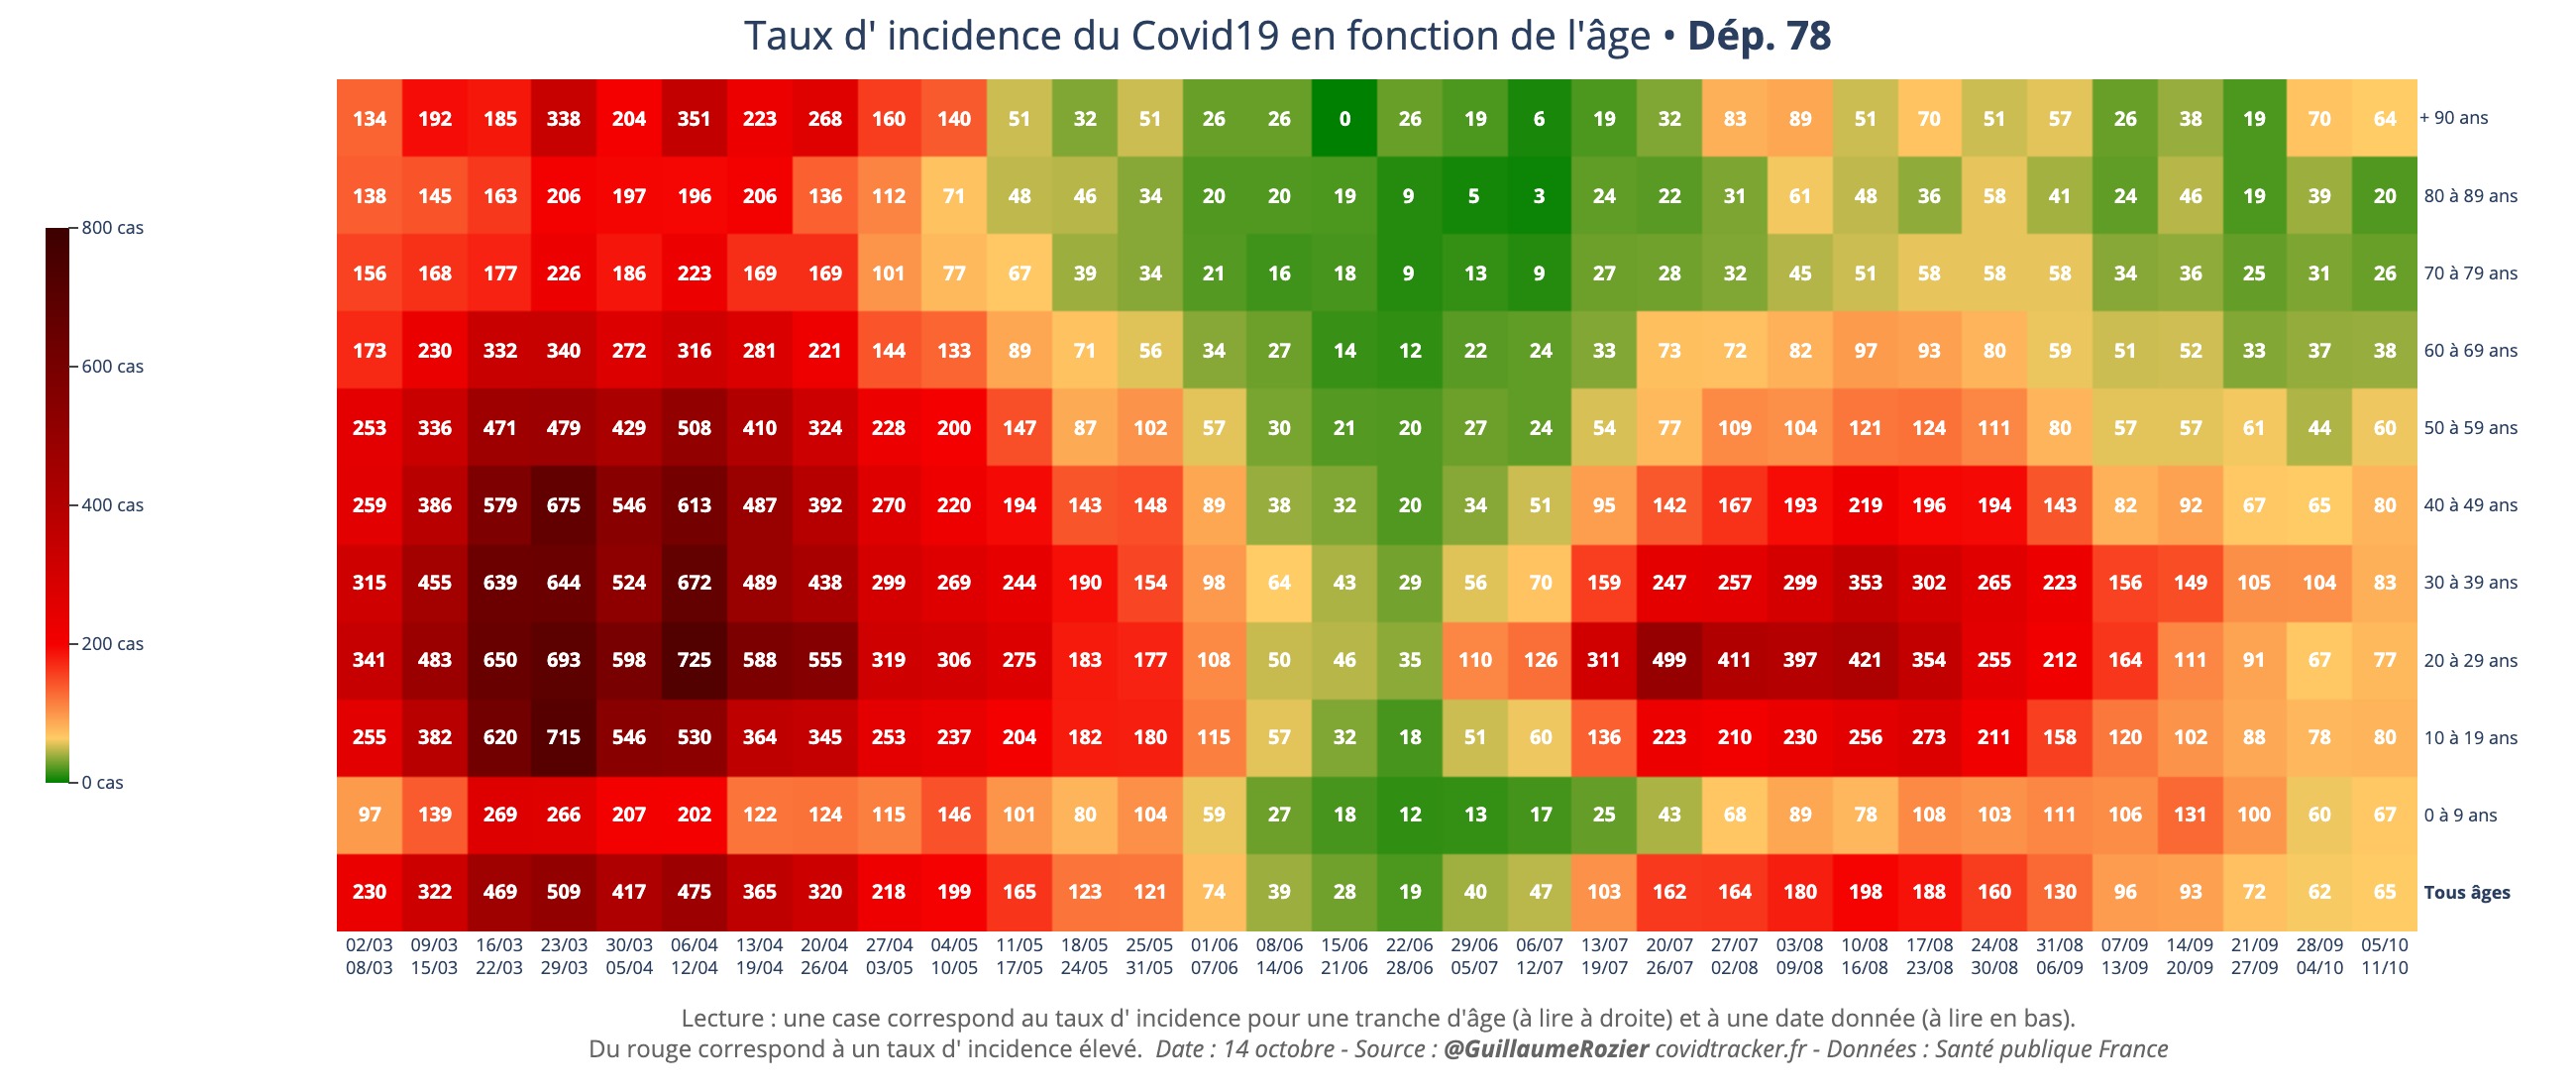 Taux d' incidence du Covid19 en fonction de l'âge • Dép. 78
134 192 185 338 204 351 223 268 160 140 51 32 51 26 26 0 26 19 6 19 32 83 89 51 70 51 57 26 38 19 70 64 + 90 ans
138 145 163 206 197 196 206 136 112 71 48 46 34 20 20 19 9 5 3 24 22 31 61 48 36 58 41 24 46 19 39 20 80 à 89 ans
800 cas
156 168 177 226 186 223 169 169 101 77 67 39 34 21 16 18 9 13 9 27 28 32 45 51 58 58 58 34 36 25 31 26 70 à 79 ans
173 230 332 340 272 316 281 221 144 133 89 71 56 34 27 14 12 22 24 33 73 72 82 97 93 80 59 51 52 33 37 38 60 à 69 ans
600 cas
253 336 471 479 429 508 410 324 228 200 147 87 102 57 30 21 20 27 24 54 77 109 104 121 124 111 80 57 57 61 44 60 50 à 59 ans
400 cas
259 386 579 675 546 613 487 392 270 220 194 143 148 89 38 32 20 34 51 95 142 167 193 219 196 194 143 82 92 67 65 80 40 à 49 ans
315 455 639 644 524 672 489 438 299 269 244 190 154 98 64 43 29 56 70 159 247 257 299 353 302 265 223 156 149 105 104 83 30 à 39 ans
200 cas
341 483 650 693 598 725 588 555 319 306 275 183 177 108 50 46 35 110 126 311 499 411 397 421 354 255 212 164 111 91 67 77 20 à 29 ans
255 382 620 715 546 530 364 345 253 237 204 182 180 115 57 32 18 51 60 136 223 210 230 256 273 211 158 120 102 88 78 80 10 à 19 ans
0 cas
97 139 269 266 207 202 122 124 115 146 101 80 104 59 27 18 12 13 17 25 43 68 89 78 108 103 111 106 131 100 60 67 0 à 9 ans
230 322 469 509 417 475 365 320 218 199 165 123 121 74 39 28 19 40 47 103 162 164 180 198 188 160 130 96 93 72 62 65 Tous âges
02/03 09/03 16/03 23/03 30/03 06/04 13/04 20/04 27/04 04/05 11/05 18/05 25/05 01/06 08/06 15/06 22/06 29/06 06/07 13/07 20/07 27/07 03/08 10/08 17/08 24/08 31/08 07/09 14/09 21/09 28/09 05/10
08/03 15/03 22/03 29/03 05/04 12/04 19/04 26/04 03/05 10/05 17/05 24/05 31/05 07/06 14/06 21/06 28/06 05/07 12/07 19/07 26/07 02/08 09/08 16/08 23/08 30/08 06/09 13/09 20/09 27/09 04/10 11/10
Lecture : une case correspond au taux d' incidence pour une tranche d'âge (à lire à droite) et à une date donnée (à lire en bas).
Du rouge correspond à un taux d' incidence élevé. Date : 14 octobre - Source : @GuillaumeRozier covidtracker.fr - Données : Santé publique France